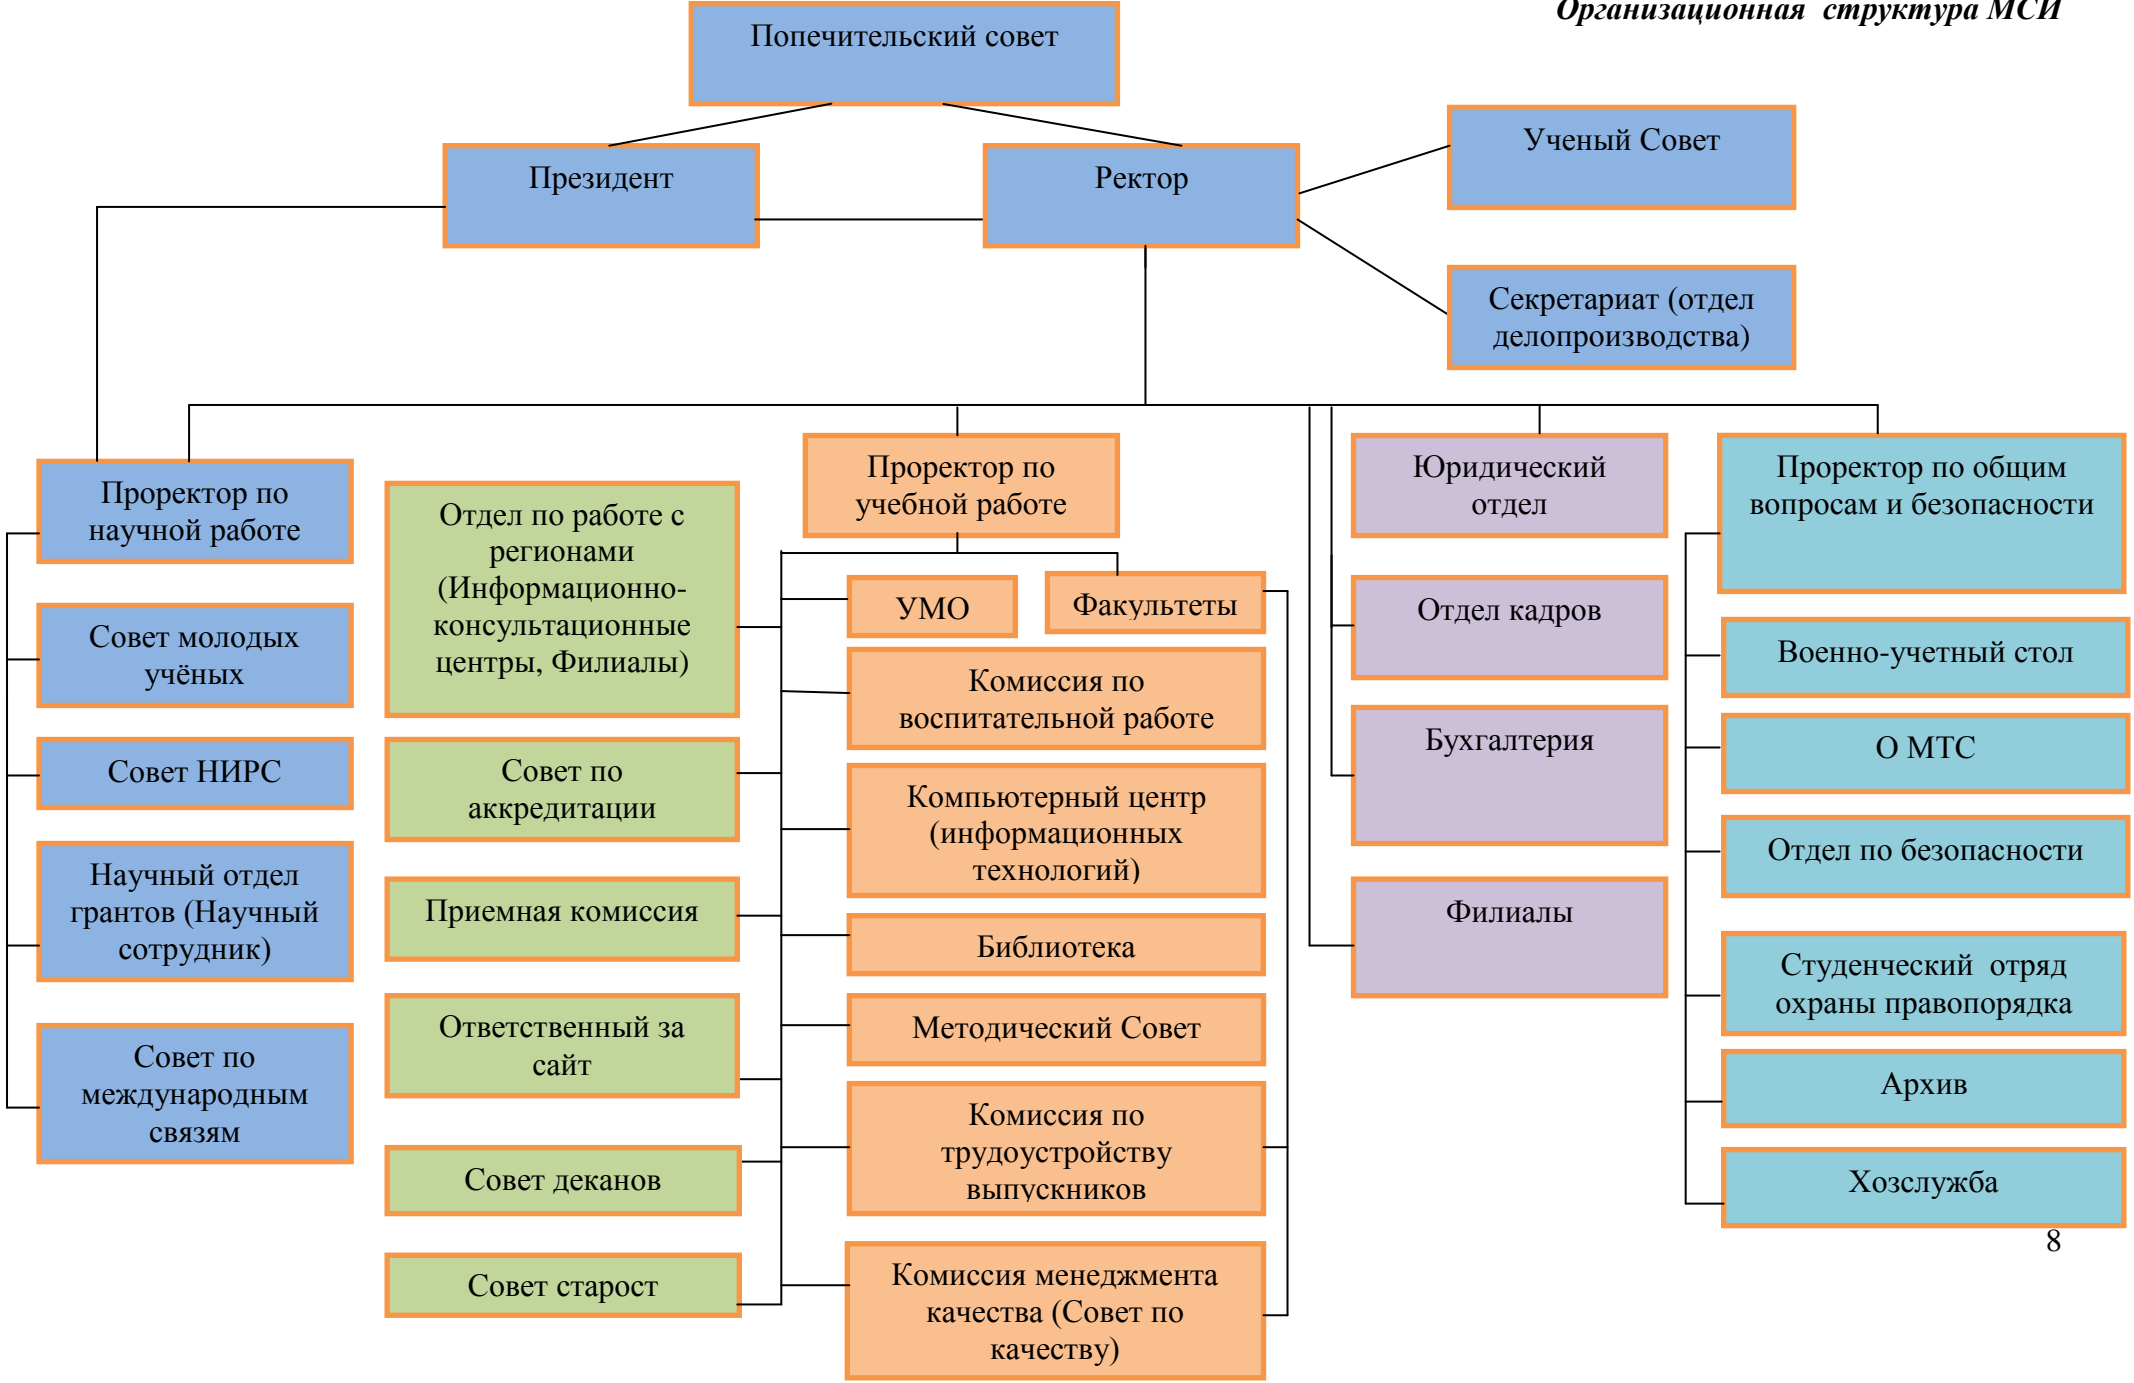 Организационная структура МСИ
Попечительский совет
Президент
Ректор
Ученый Совет
Секретариат (отдел
делопроизводства)
Проректор по
научной работе
Совет молодых
учёных
Совет НИРС
Научный отдел
грантов (Научный
сотрудник)
Совет по
международным
связям
Отдел по работе с
регионами
(Информационно-
консультационные
центры, Филиалы)
Совет по
аккредитации
Приемная комиссия
Ответственный за
сайт
Совет деканов
Совет старост
Проректор по
учебной работе
УМО
Факультеты
Комиссия по
воспитательной работе
Компьютерный центр
(информационных
технологий)
Библиотека
Методический Совет
Комиссия по
трудоустройству
выпускников
Комиссия менеджмента
качества (Совет по
качеству)
Юридический
отдел
Отдел кадров
Бухгалтерия
Филиалы
Проректор по общим
вопросам и безопасности
Военно-учетный стол
О МТС
Отдел по безопасности
Студенческий отряд
охраны правопорядка
Архив
Хозслужба
8